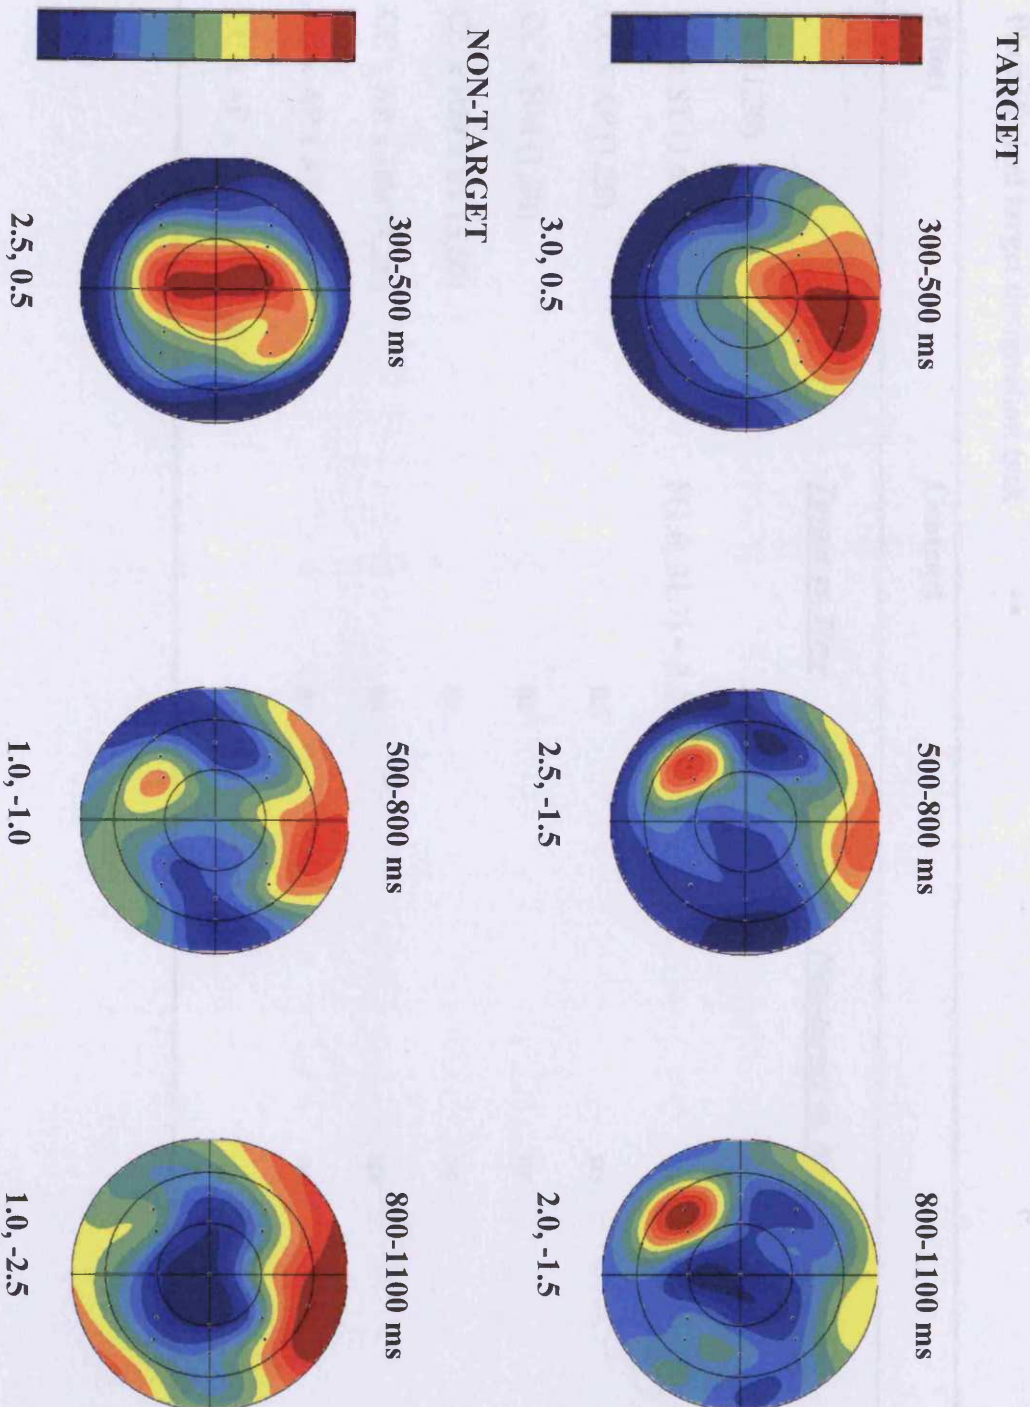 TARGET
300-500 ms
500-800 ms
800-1100 ms
3.0, 0.5
2.5, -1.5
2.0, -1.5
NON-TARGET
300-500 ms
500-800 ms
800-1100 ms
2.5, 0.5
1.0, -1.0
1.0, -2.5